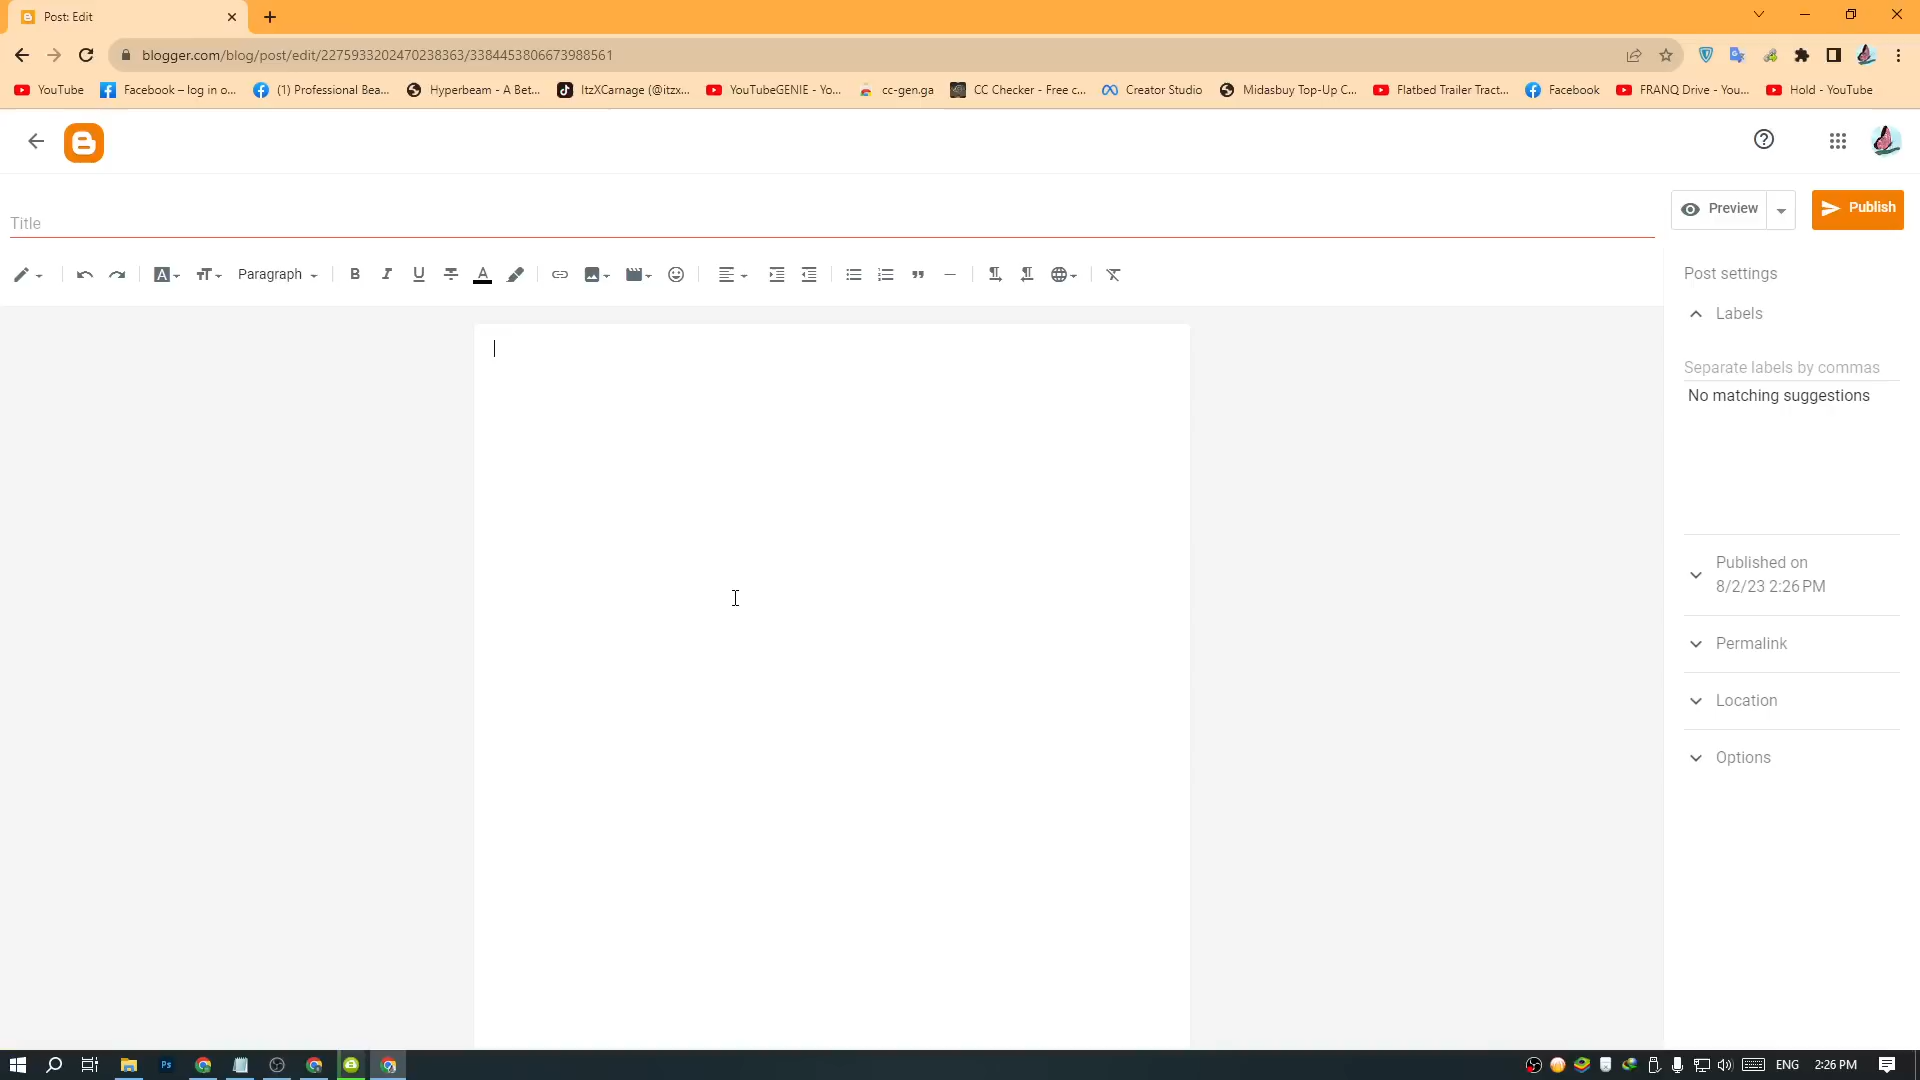 Post: Edit
blogger.com/blog/post/edit/2275933202470238363/3384453806673988561
YouTube
Facebook – log in o...
(1) Professional Bea...
Hyperbeam - A Bet...
ItzXCarnage (@itzx...
YouTubeGENIE - Yo...
cc-gen.ga
CC Checker - Free c...
Creator Studio
Midasbuy Top-Up C...
Flatbed Trailer Tract...
Facebook
FRANQ Drive - You...
Hold - YouTube
Title
Preview
Publish
Paragraph
Post settings
Labels
Separate labels by commas
No matching suggestions
Published on
8/2/23 2:26 PM
Permalink
Location
Options
Ps
ENG
2:26 PM